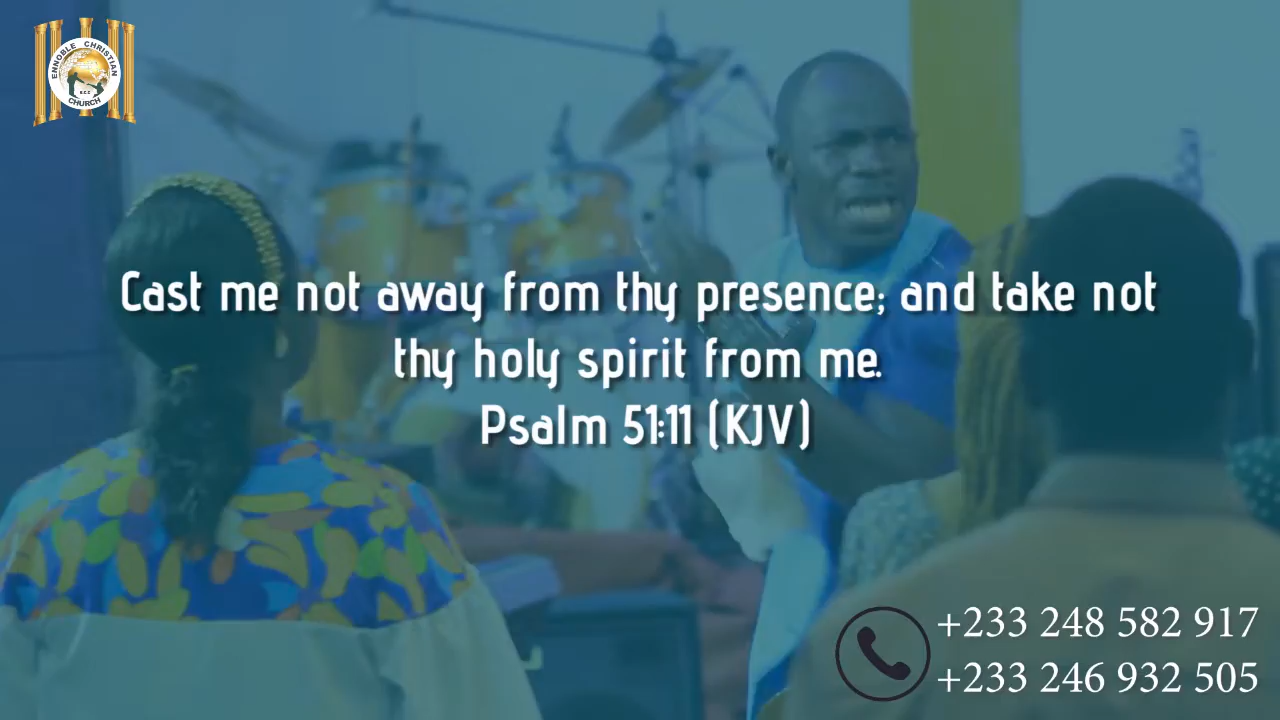 ENNOBLE CHRISTIAN
E.C.C
CHURCH
Cast me not away from thy presence; and take not
thy holy spirit from me.
Psalm 51:11 (KJV)
+233 248 582 917
+233 246 932 505